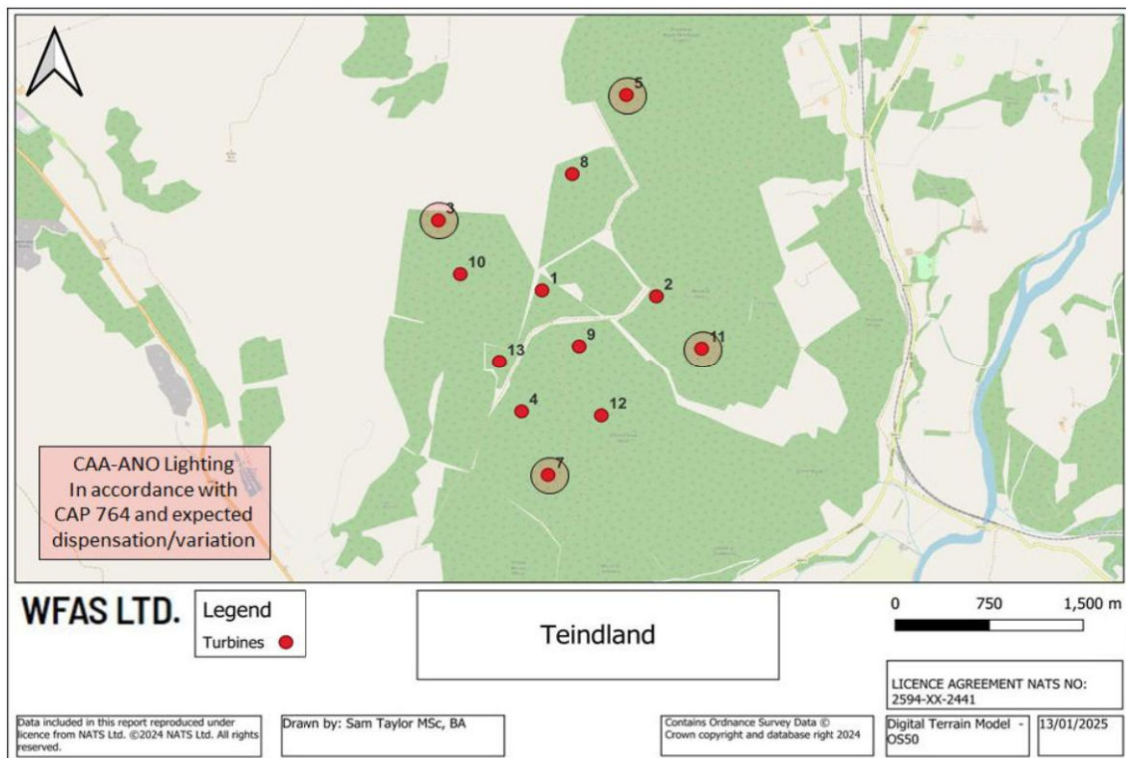 5
8
3
10
1
2
9
11
13
4
12
7
CAA-ANO Lighting
In accordance with
CAP 764 and expected
dispensation/variation
WFAS LTD.
Legend
Turbines
Teindland
0 750 1,500 m
LICENCE AGREEMENT NATS NO:
2594-XX-2441
Data included in this report reproduced under
licence from NATS Ltd. ©2024 NATS Ltd. All rights
reserved.
Drawn by: Sam Taylor MSc, BA
Contains Ordnance Survey Data ©
Crown copyright and database right 2024
Digital Terrain Model -
OS50
13/01/2025